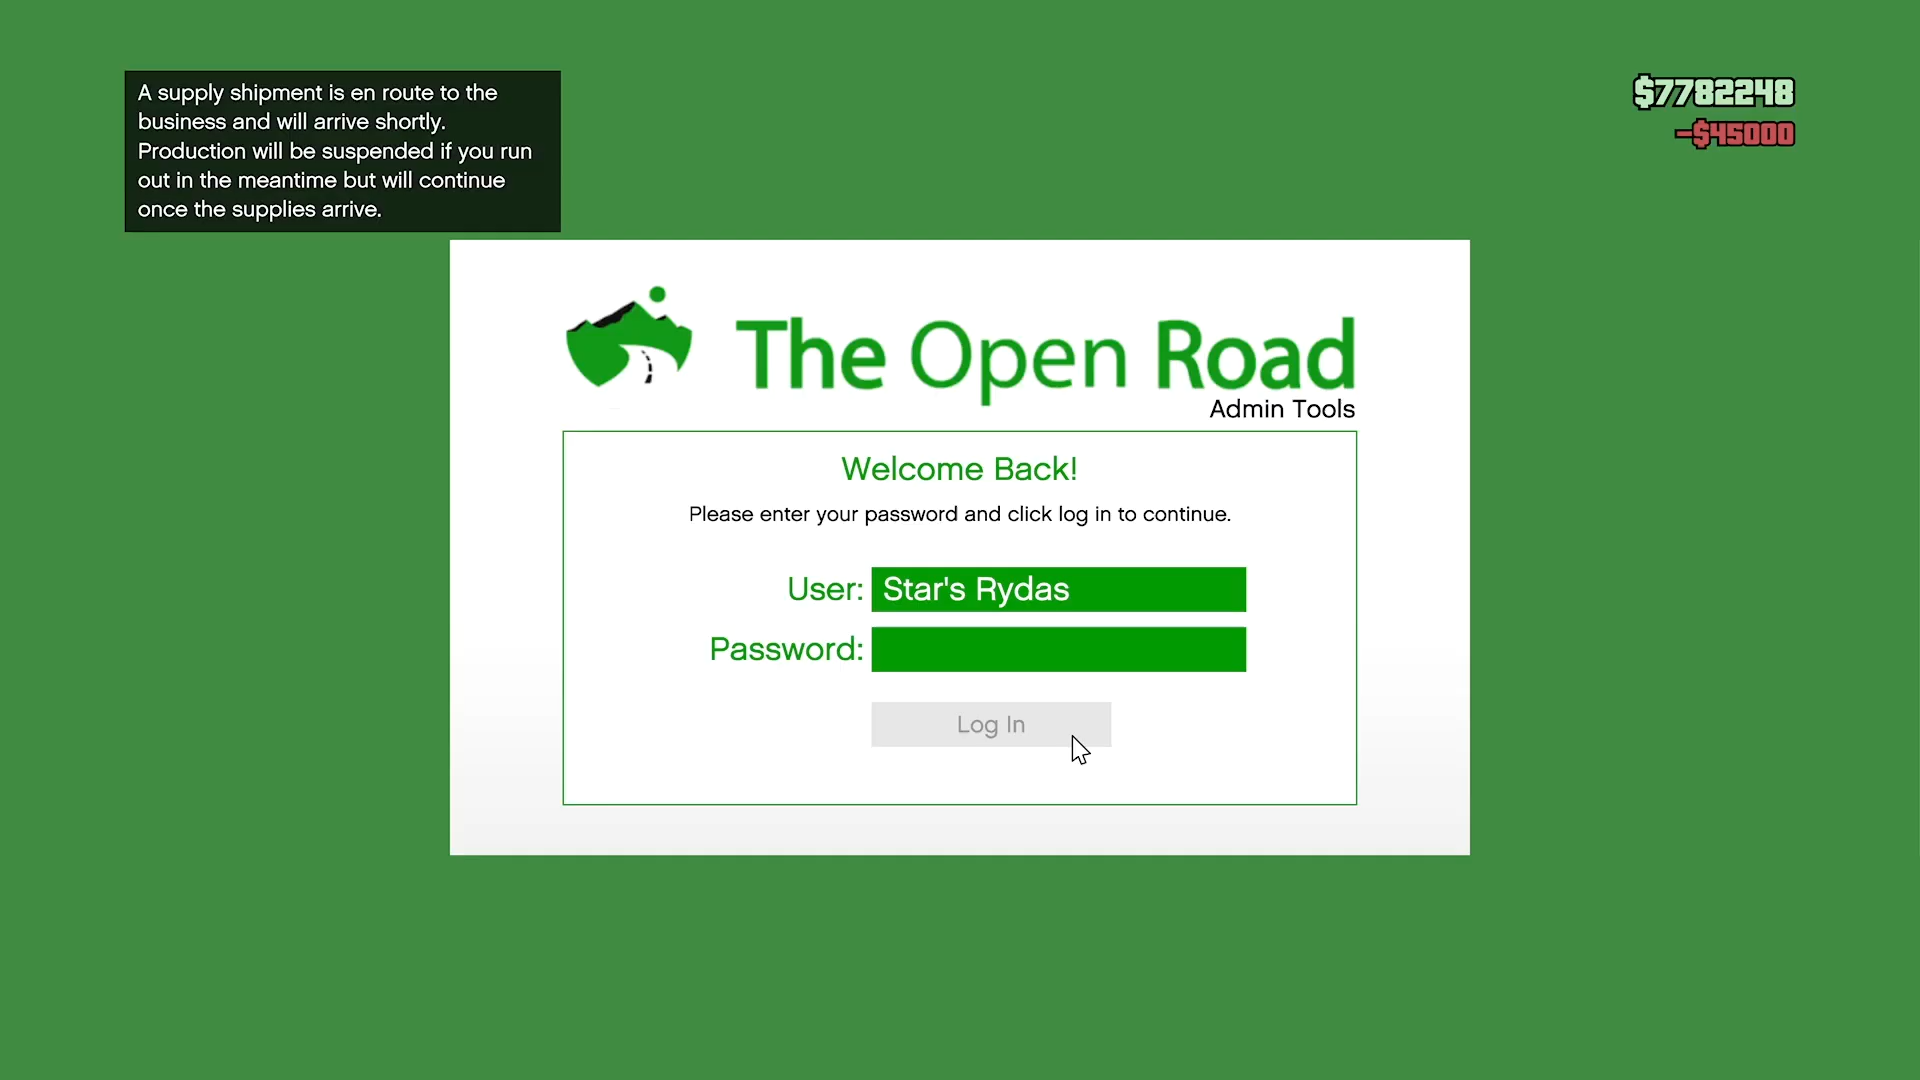 A supply shipment is en route to the
business and will arrive shortly.
Production will be suspended if you run
out in the meantime but will continue
once the supplies arrive.
$7782248
-$45000
The Open Road
Admin Tools
Welcome Back!
Please enter your password and click log in to continue.
User: Star's Rydas
Password:
Log In